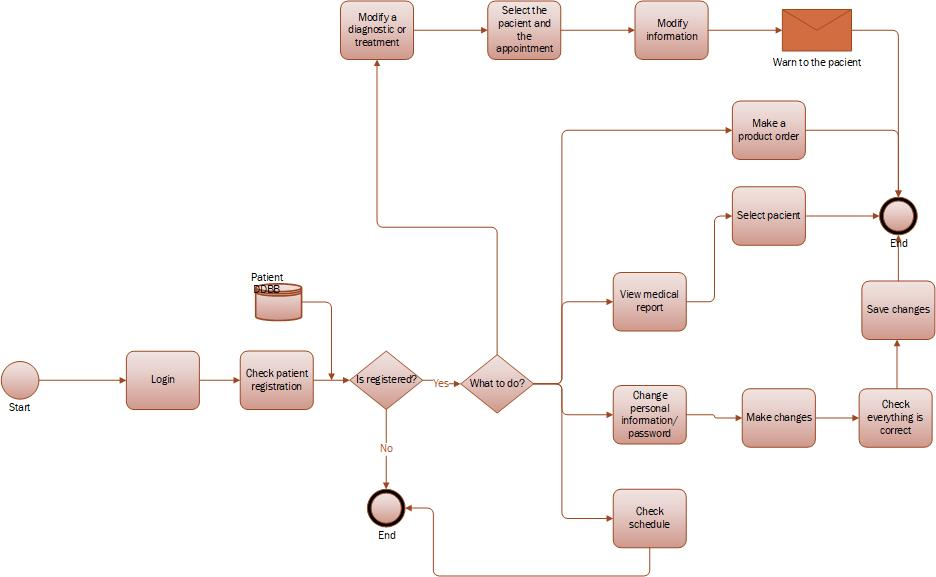 Modify a
diagnostic or
treatment
Select the
pacient and
the
appointment
Modify
information
Warn to the pacient
Make a
product order
Select pacient
End
Patient
DDBB
View medical
report
Save changes
Start
Login
Check patient
registration
Is registered?
Yes
What to do?
Change
personal
information/
password
Make changes
Check
everything is
correct
No
End
Check
schedule